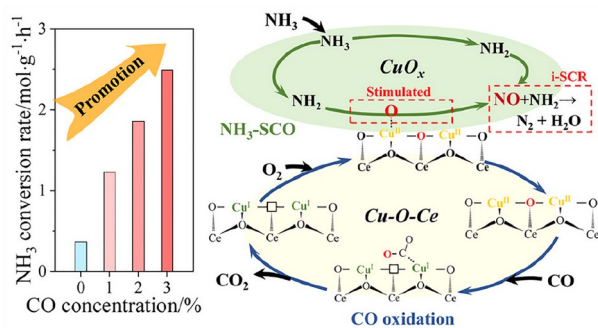 NH3 conversion rate/mol·g⁻¹·h⁻¹
3
2
1
0
Promotion
0 1 2 3
CO concentration/%
NH3
NH3
NH2
CuOx
i-SCR
Stimulated
O
NO+NH2→
N2 + H2O
NH2
NH3-SCO
CuII CuII
O O O
O O
Ce Ce Ce
O2
CuI CuI
O O
O O
Ce Ce Ce
Cu-O-Ce
CuII CuII
O O O
O O
Ce Ce Ce
CO2
O C O
CuI CuI
O O
O O
Ce Ce Ce
CO
CO oxidation